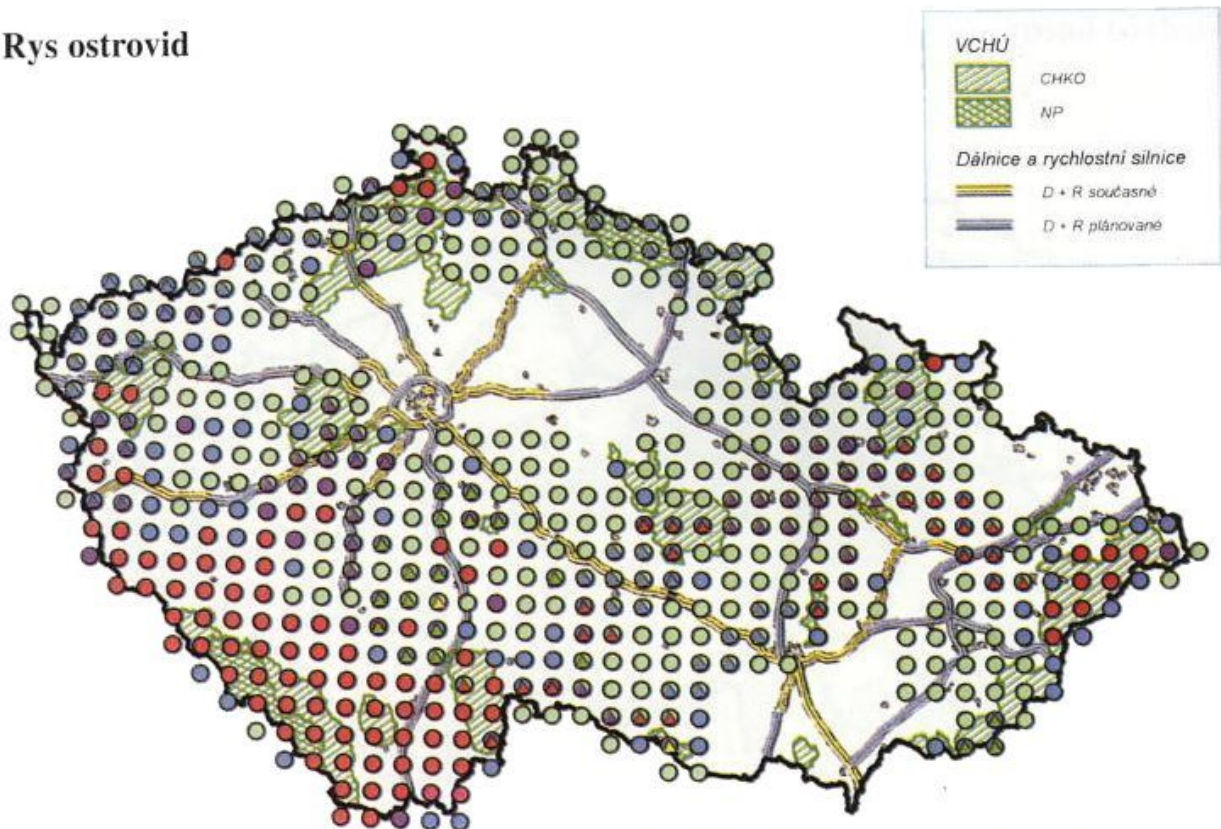 Rys ostrovid
VCHÚ
CHKO
NP
Dálnice a rychlostní silnice
D + R současné
D + R plánované